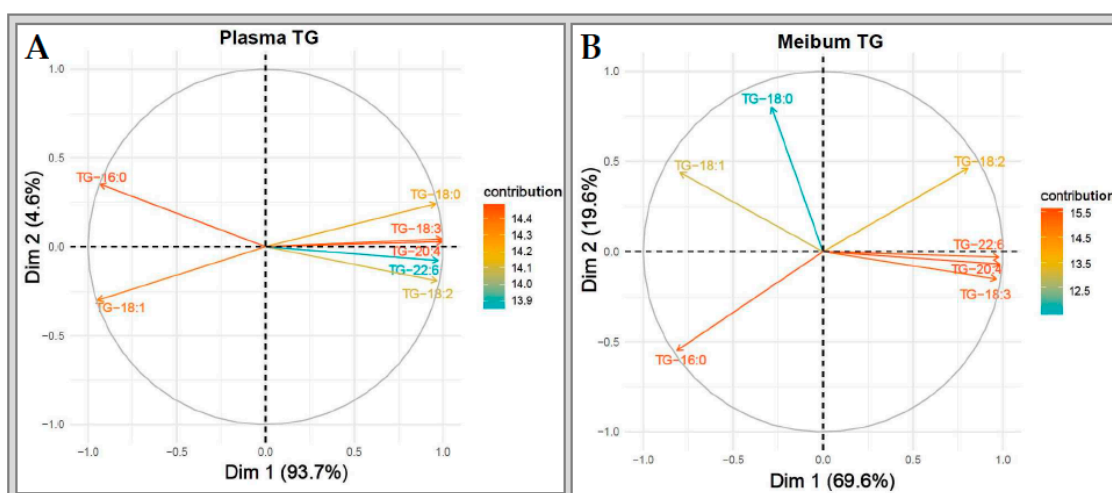 A
Plasma TG
1.0
0.5
0.0
−0.5
−1.0
Dim 2 (4.6%)
TG−16:0
TG−18:1
TG−18:0
TG−18:3
TG−20:4
TG−22:6
TG−18:2
−1.0 −0.5 0.0 0.5 1.0
Dim 1 (93.7%)
contribution
14.4
14.3
14.2
14.1
14.0
13.9
B
Meibum TG
1.0
0.5
0.0
−0.5
−1.0
Dim 2 (19.6%)
TG−18:0
TG−18:1
TG−18:2
TG−22:6
TG−20:4
TG−18:3
TG−16:0
−1.0 −0.5 0.0 0.5 1.0
Dim 1 (69.6%)
contribution
15.5
14.5
13.5
12.5